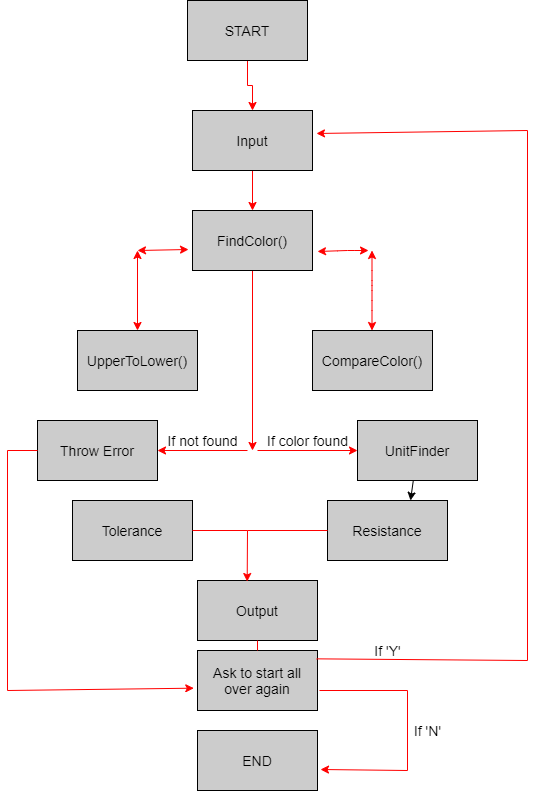 START
Input
FindColor()
UpperToLower()
CompareColor()
If not found
If color found
Throw Error
UnitFinder
Tolerance
Resistance
Output
If 'Y'
Ask to start all
over again
If 'N'
END